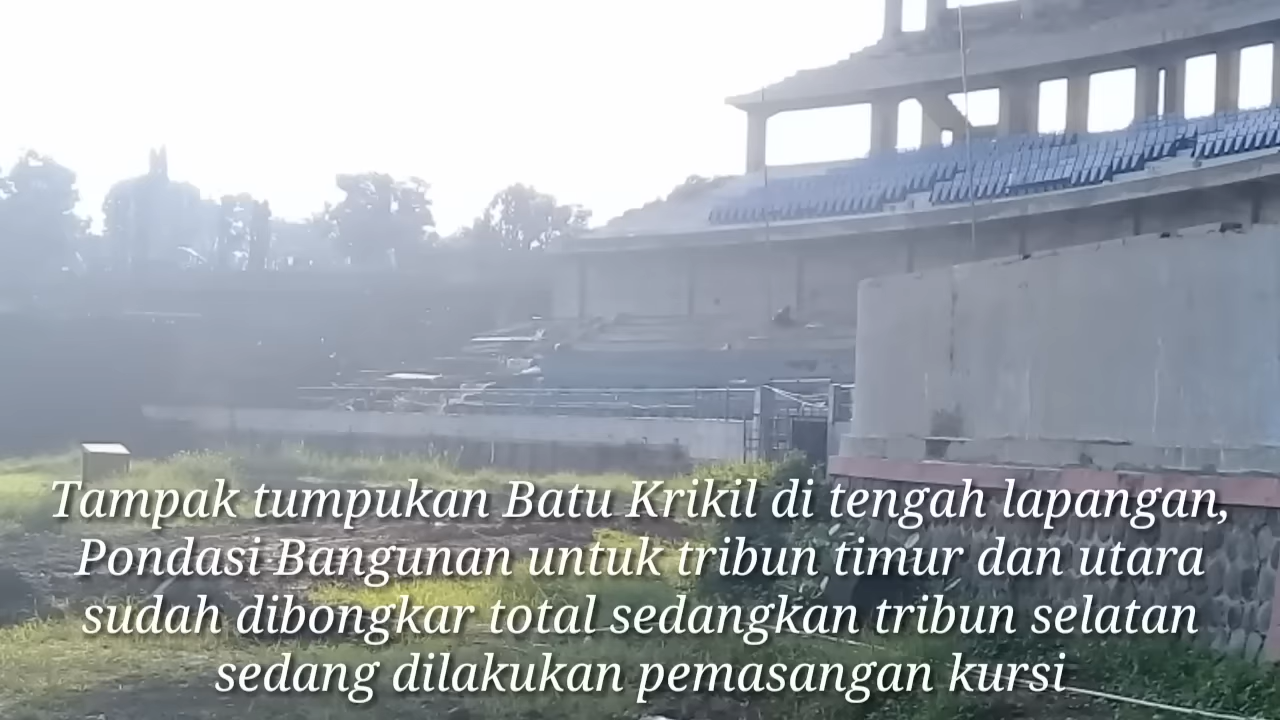 Tampak tumpukan Batu Krikil di tengah lapangan,
Pondasi Bangunan untuk tribun timur dan utara
sudah dibongkar total sedangkan tribun selatan
sedang dilakukan pemasangan kursi